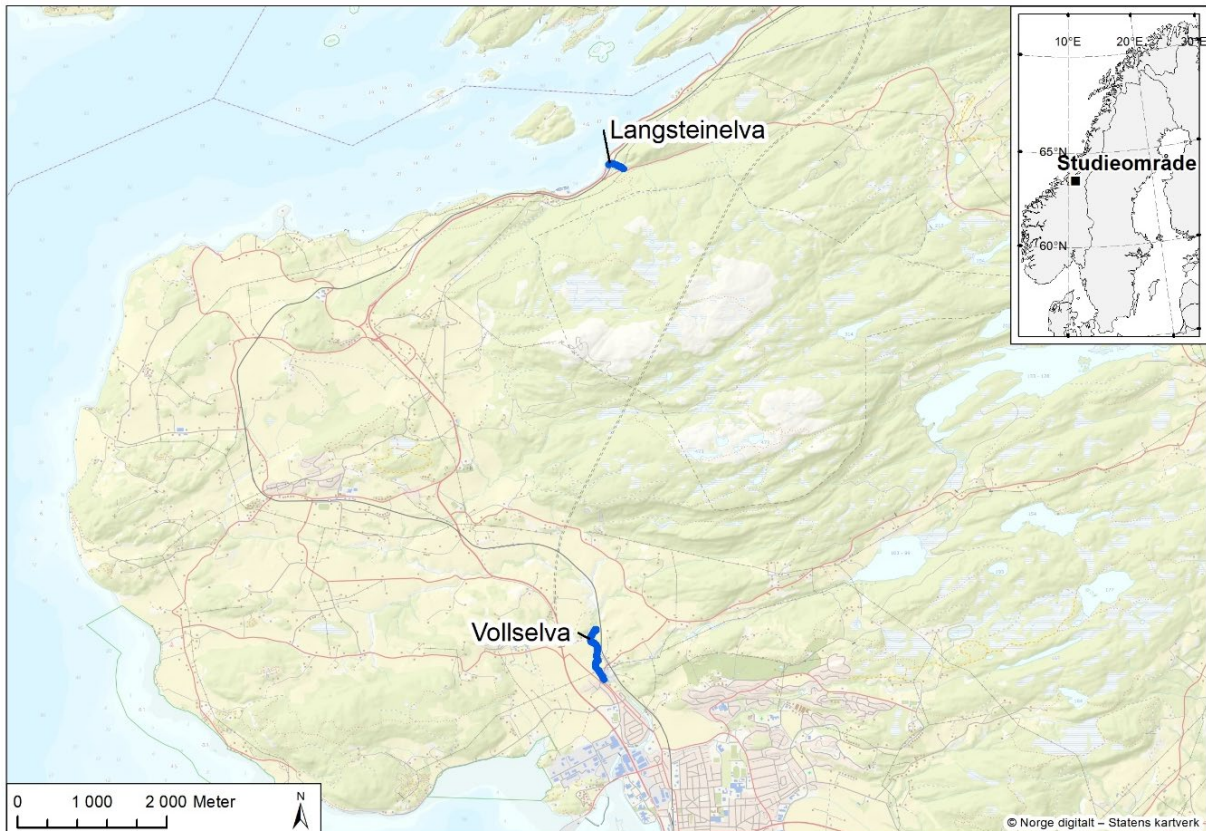 10°E 20°E 30°E
65°N
Studieområde
60°N
Langsteinelva
Vollselva
0 1 000 2 000 Meter
N
© Norge digitalt – Statens kartverk